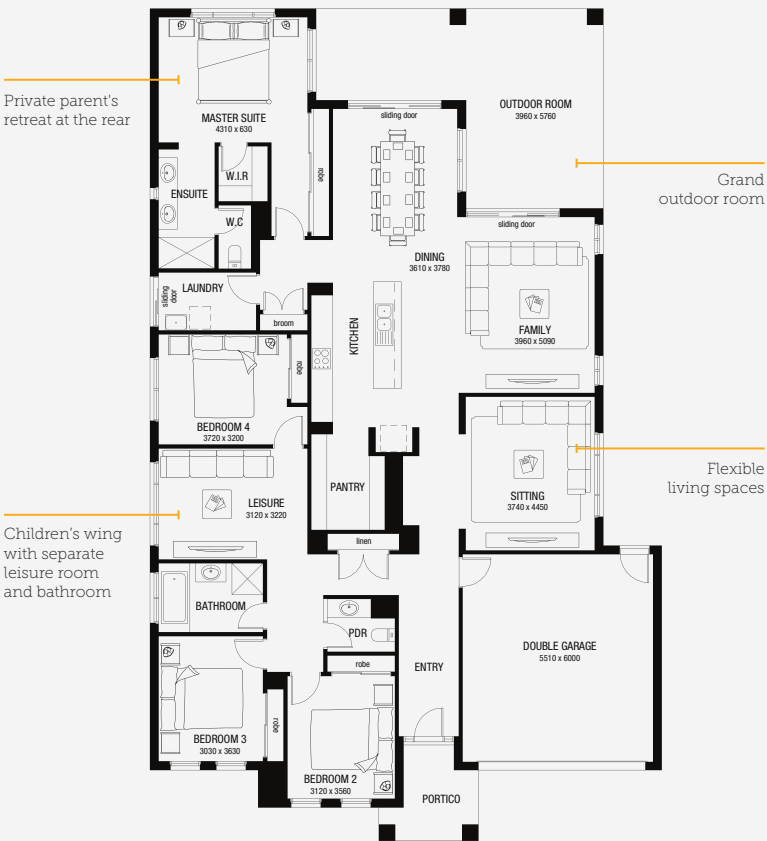 Private parent's
retreat at the rear
MASTER SUITE
4310 x 630
sliding door
OUTDOOR ROOM
3960 x 5760
Grand
outdoor room
W.I.R
robe
ENSUITE
W.C
sliding door
DINING
3610 x 3780
LAUNDRY
sliding
door
broom
KITCHEN
FAMILY
3960 x 5090
robe
BEDROOM 4
3720 x 3200
Flexible
living spaces
SITTING
3740 x 4450
PANTRY
LEISURE
3120 x 3220
Children's wing
with separate
leisure room
and bathroom
linen
BATHROOM
PDR
DOUBLE GARAGE
5510 x 6000
robe
ENTRY
robe
BEDROOM 3
3030 x 3630
BEDROOM 2
3120 x 3560
PORTICO